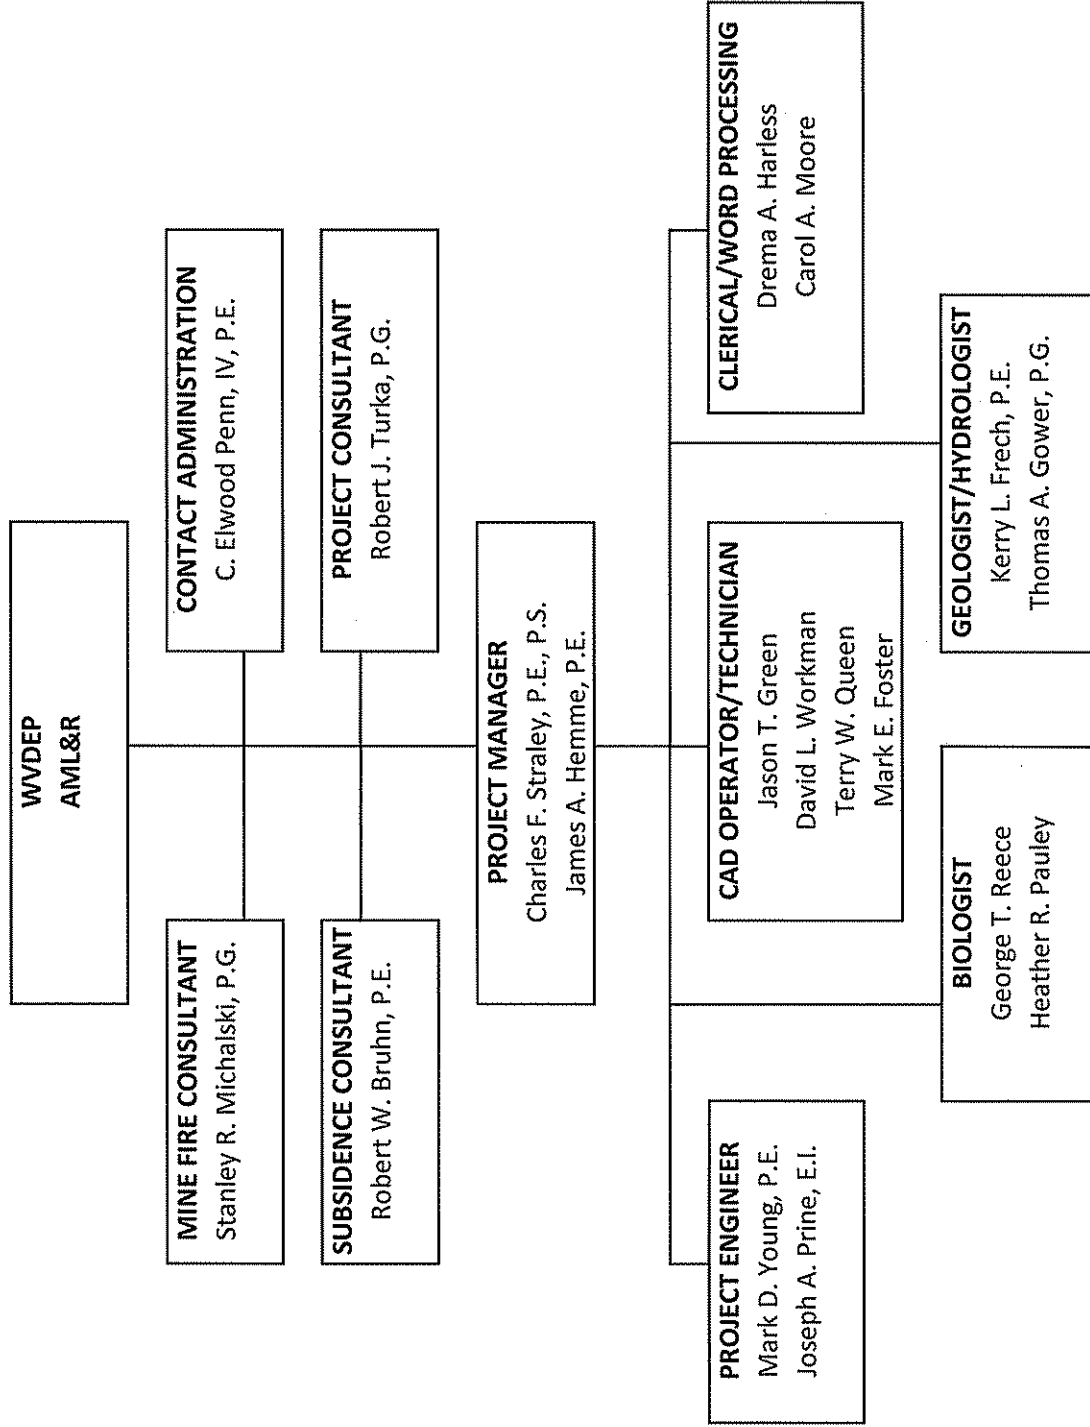 WVDEP
AML&R
MINE FIRE CONSULTANT
Stanley R. Michalski, P.G.
CONTACT ADMINISTRATION
C. Elwood Penn, IV, P.E.
SUBSIDENCE CONSULTANT
Robert W. Bruhn, P.E.
PROJECT CONSULTANT
Robert J. Turka, P.G.
PROJECT MANAGER
Charles F. Straley, P.E., P.S.
James A. Hemme, P.E.
PROJECT ENGINEER
Mark D. Young, P.E.
Joseph A. Prine, E.I.
CAD OPERATOR/TECHNICIAN
Jason T. Green
David L. Workman
Terry W. Queen
Mark E. Foster
CLERICAL/WORD PROCESSING
Drema A. Harless
Carol A. Moore
BIOLOGIST
George T. Reece
Heather R. Pauley
GEOLOGIST/HYDROLOGIST
Kerry L. Frech, P.E.
Thomas A. Gower, P.G.